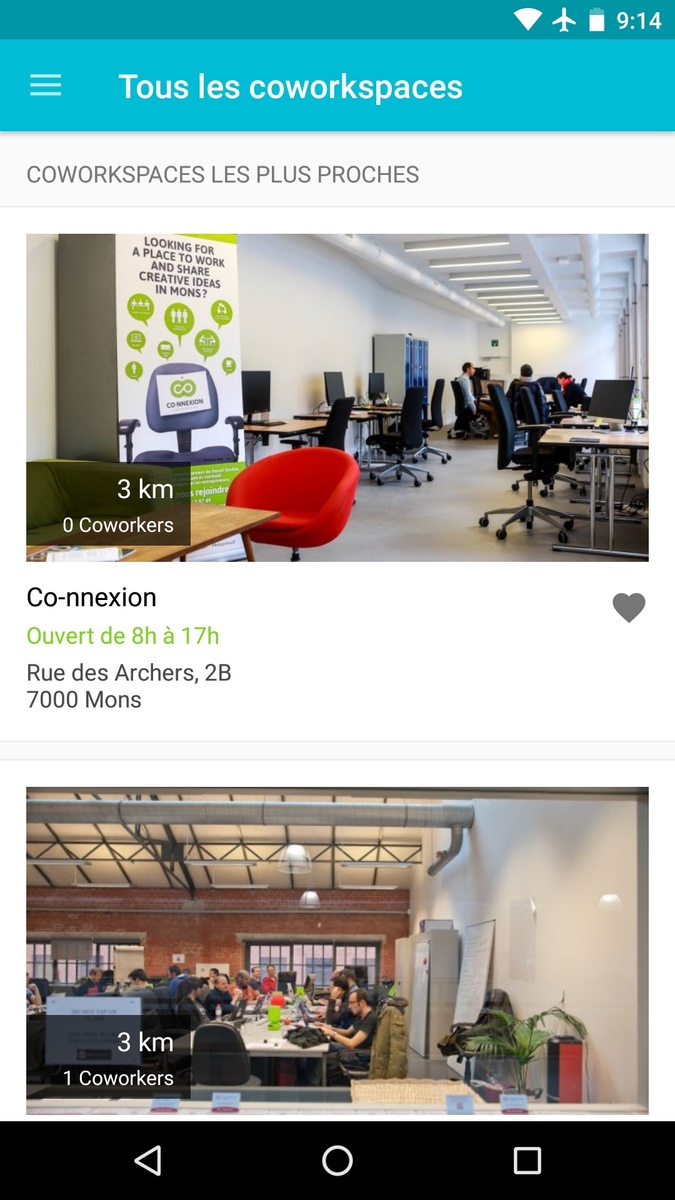 9:14
Tous les coworkspaces
COWORKSPACES LES PLUS PROCHES
LOOKING FOR
A PLACE TO WORK
AND SHARE
CREATIVE IDEAS
IN MONS?
CO-NNEXION
nous rejoindre
3 km
0 Coworkers
Co-nnexion
Ouvert de 8h à 17h
Rue des Archers, 2B
7000 Mons
3 km
1 Coworkers